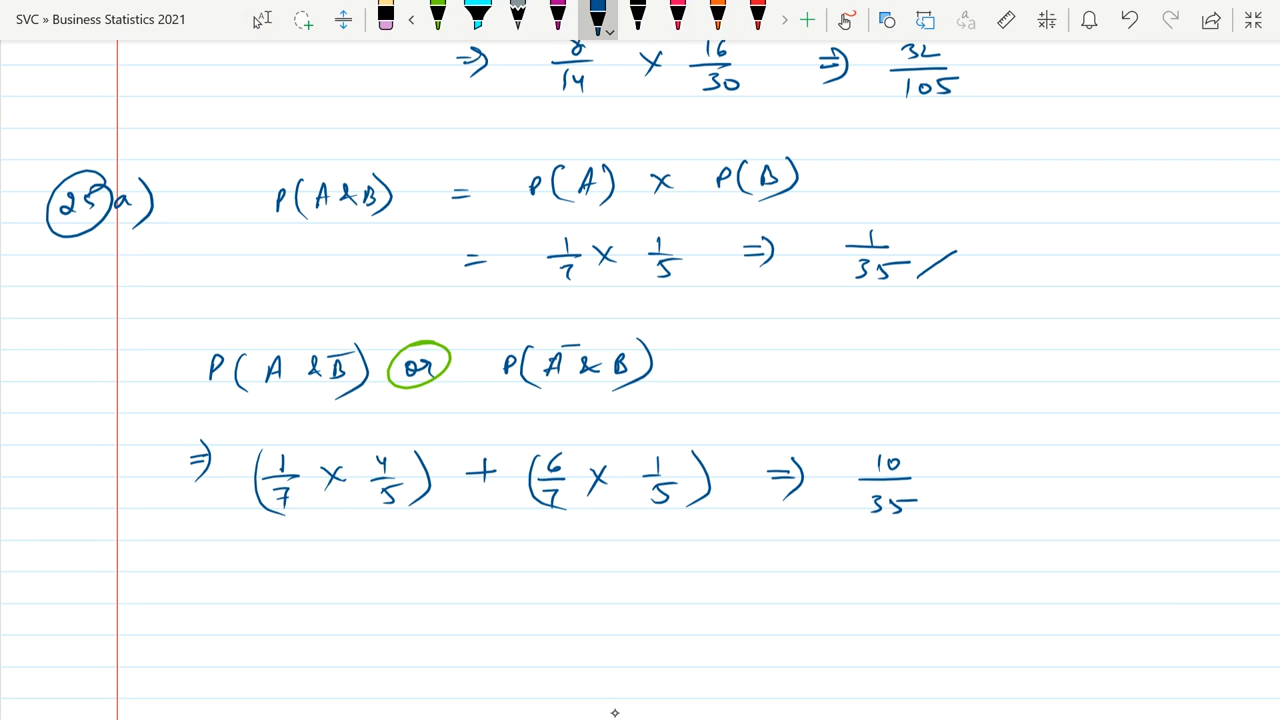 SVC » Business Statistics 2021
⇒ 8/14 × 16/30 ⇒ 32/105
25 a) P(A & B) = P(A) × P(B)
= 1/7 × 1/5 ⇒ 1/35
P(A & B̅) or P(A̅ & B)
⇒ (1/7 × 4/5) + (6/7 × 1/5) ⇒ 10/35